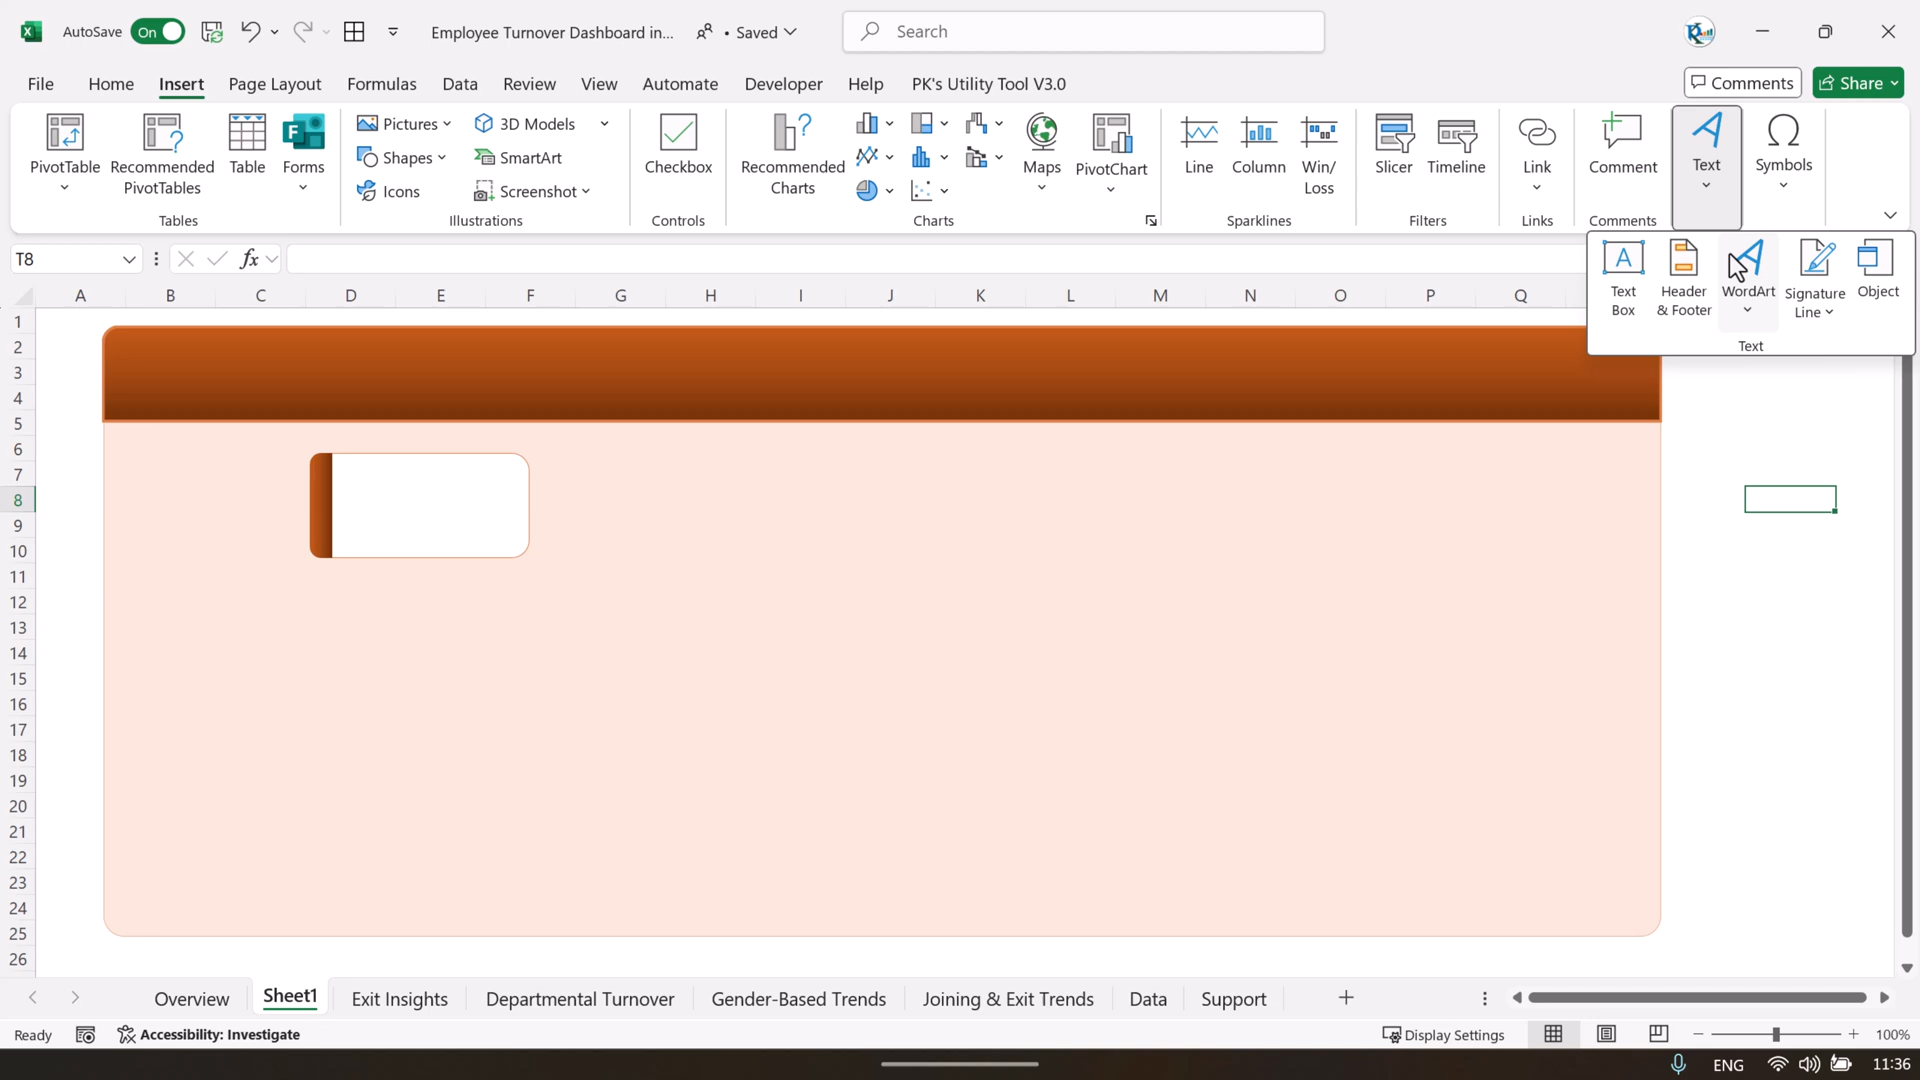 AutoSave On Employee Turnover Dashboard in... • Saved Search
File Home Insert Page Layout Formulas Data Review View Automate Developer Help PK's Utility Tool V3.0 Comments Share
PivotTable Recommended PivotTables Table Forms
Tables
Pictures Shapes Icons 3D Models SmartArt Screenshot
Illustrations
Checkbox
Controls
Recommended Charts Maps PivotChart
Charts
Line Column Win/Loss
Sparklines
Slicer Timeline
Filters
Link
Links
Comment
Comments
Text
Symbols
Text Box Header & Footer WordArt Signature Line Object
Text
T8 fx
A B C D E F G H I J K L M N O P Q
1
2
3
4
5
6
7
8
9
10
11
12
13
14
15
16
17
18
19
20
21
22
23
24
25
26
Overview Sheet1 Exit Insights Departmental Turnover Gender-Based Trends Joining & Exit Trends Data Support
Ready Accessibility: Investigate Display Settings 100%
ENG 11:36